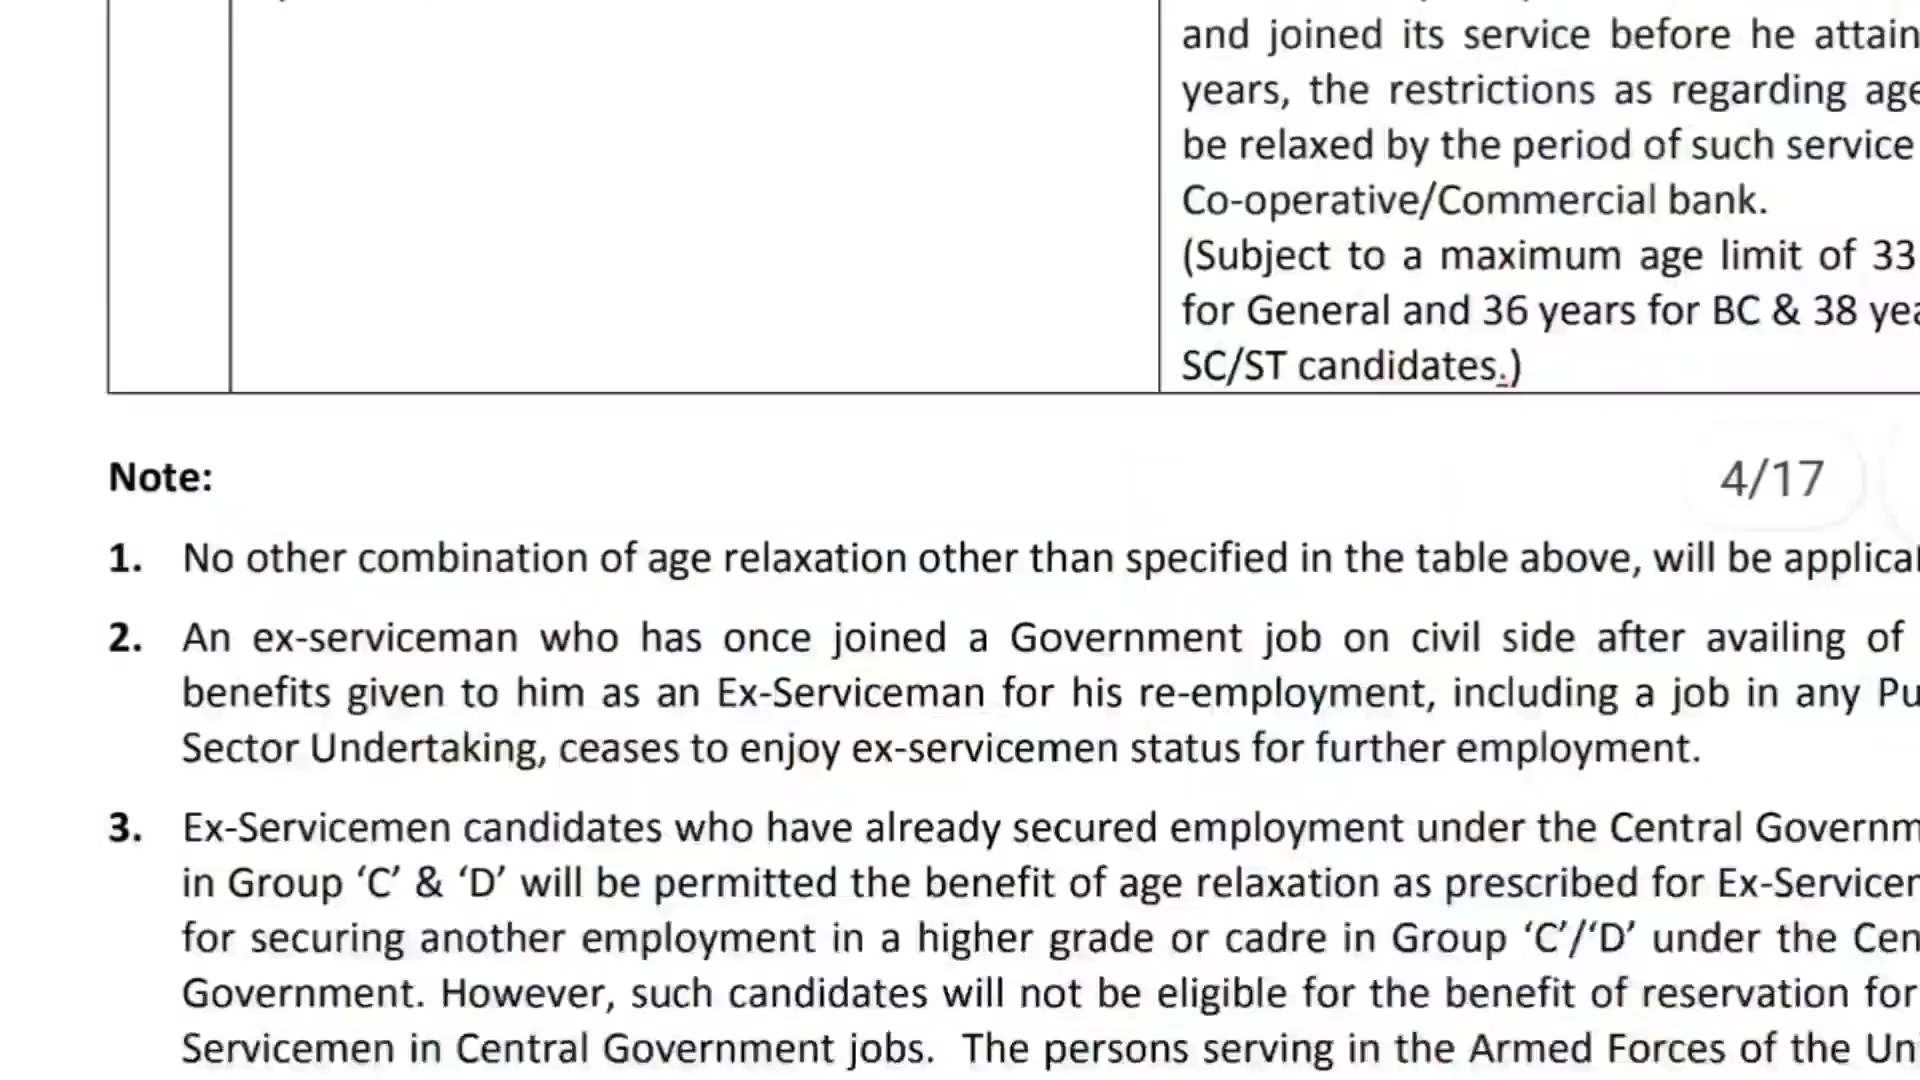 and joined its service before he attain
years, the restrictions as regarding age
be relaxed by the period of such service
Co-operative/Commercial bank.
(Subject to a maximum age limit of 33
for General and 36 years for BC & 38 yea
SC/ST candidates.)
Note:
4/17
1. No other combination of age relaxation other than specified in the table above, will be applica
2. An ex-serviceman who has once joined a Government job on civil side after availing of
benefits given to him as an Ex-Serviceman for his re-employment, including a job in any Pu
Sector Undertaking, ceases to enjoy ex-servicemen status for further employment.
3. Ex-Servicemen candidates who have already secured employment under the Central Governm
in Group ‘C’ & ‘D’ will be permitted the benefit of age relaxation as prescribed for Ex-Servicem
for securing another employment in a higher grade or cadre in Group ‘C’/‘D’ under the Cen
Government. However, such candidates will not be eligible for the benefit of reservation for
Servicemen in Central Government jobs. The persons serving in the Armed Forces of the Un